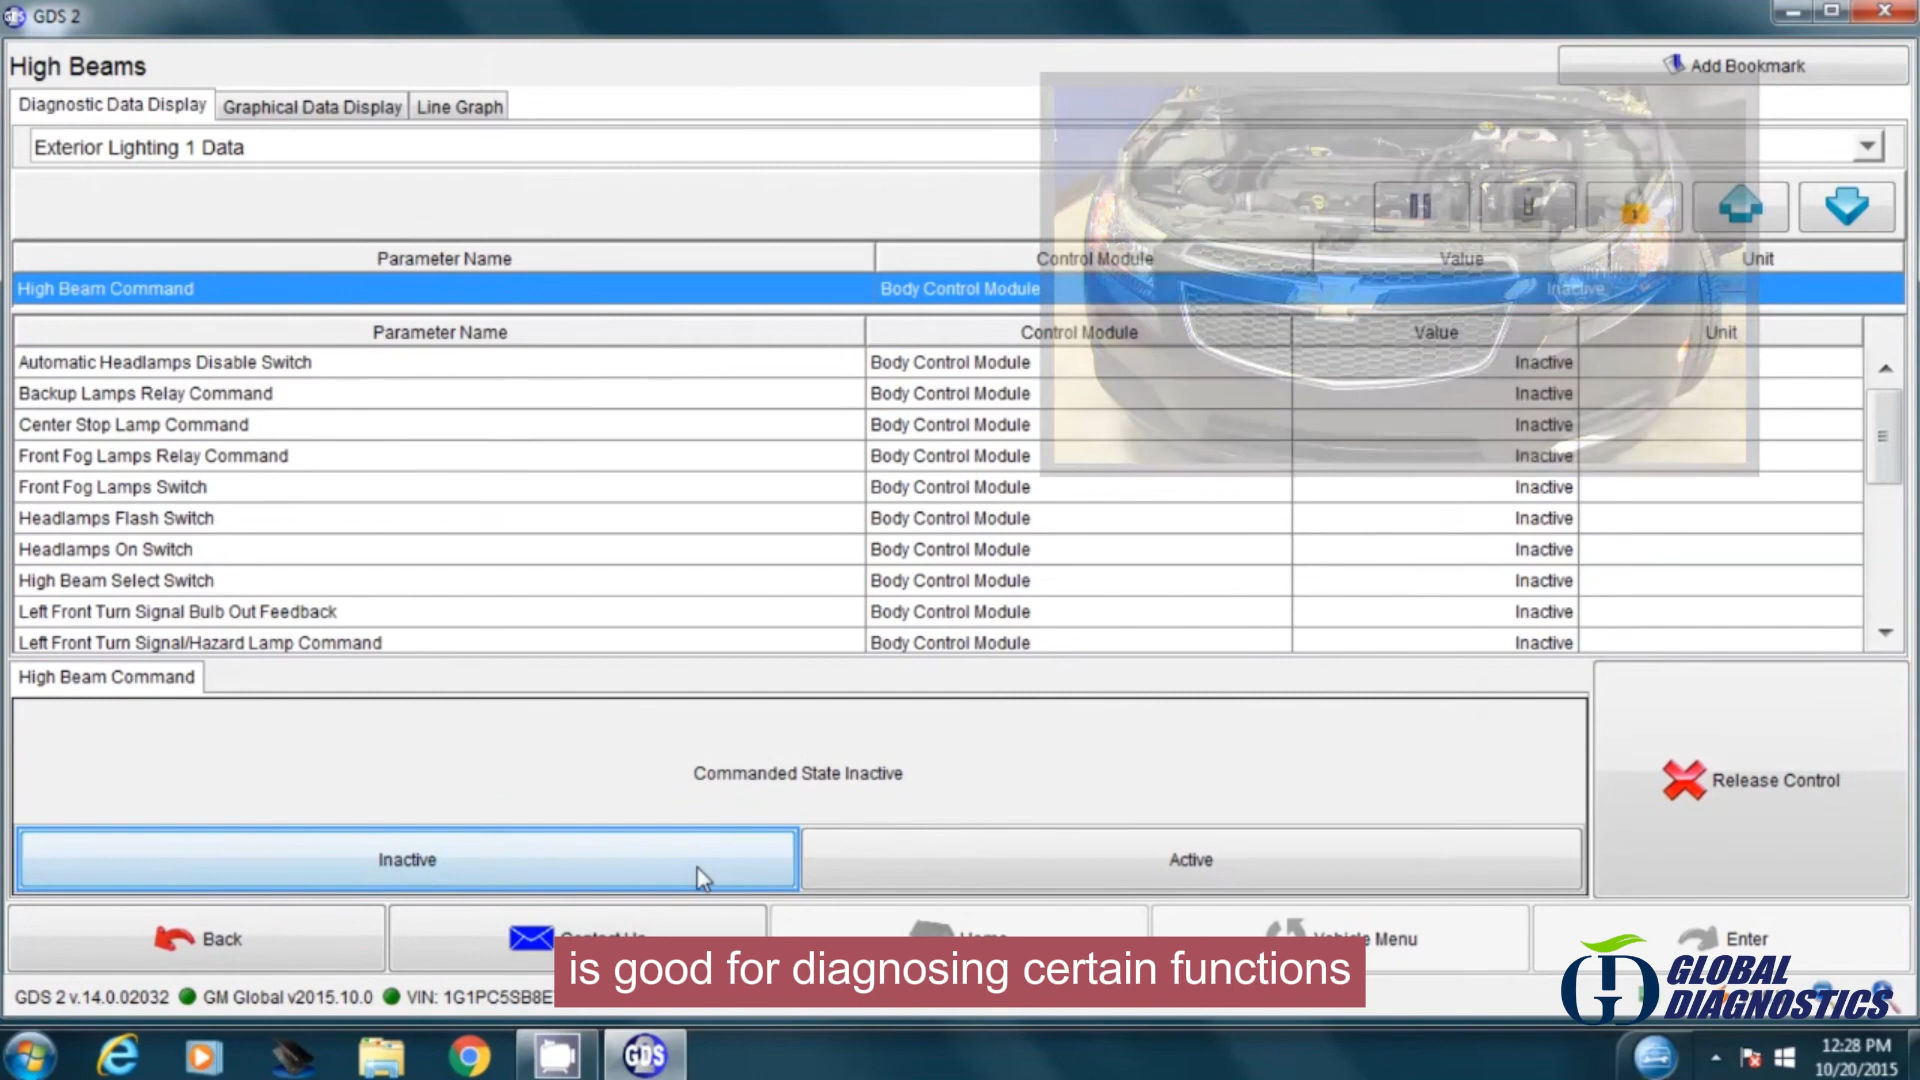 GDS 2
High Beams
Add Bookmark
Diagnostic Data Display
Graphical Data Display
Line Graph
Exterior Lighting 1 Data
Parameter Name Control Module Value Unit
High Beam Command Body Control Module Inactive
Parameter Name Control Module Value Unit
Automatic Headlamps Disable Switch Body Control Module Inactive
Backup Lamps Relay Command Body Control Module Inactive
Center Stop Lamp Command Body Control Module Inactive
Front Fog Lamps Relay Command Body Control Module Inactive
Front Fog Lamps Switch Body Control Module Inactive
Headlamps Flash Switch Body Control Module Inactive
Headlamps On Switch Body Control Module Inactive
High Beam Select Switch Body Control Module Inactive
Left Front Turn Signal Bulb Out Feedback Body Control Module Inactive
Left Front Turn Signal/Hazard Lamp Command Body Control Module Inactive
High Beam Command
Commanded State Inactive
Release Control
Inactive
Active
Back
Menu
Enter
is good for diagnosing certain functions
GDS 2 v.14.0.02032 GM Global v2015.10.0 VIN: 1G1PC5SB8E
GLOBAL
DIAGNOSTICS
GDS
12:28 PM
10/20/2015